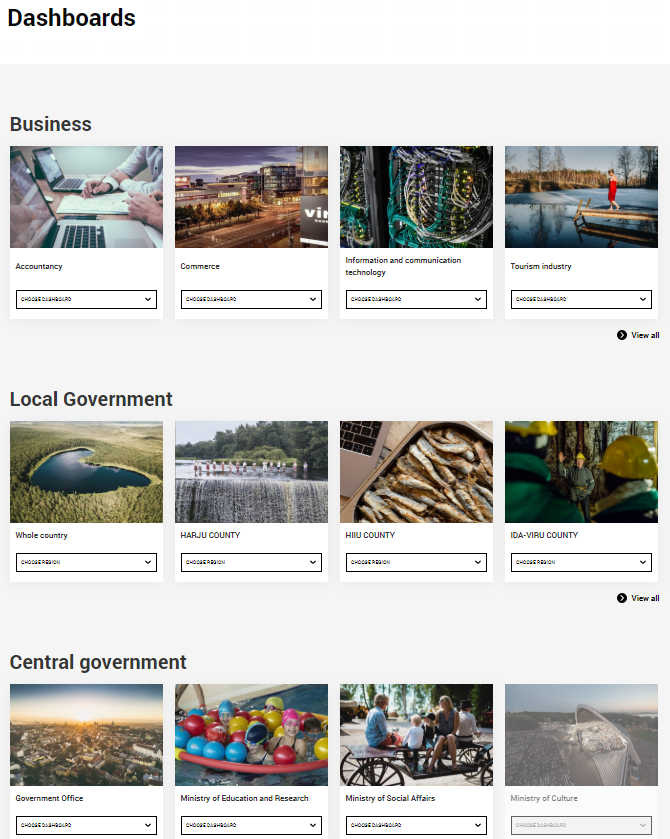 Dashboards
Business
Accountancy
Commerce
Information and communication
technology
Tourism industry
CHOOSE DASHBOARD
CHOOSE DASHBOARD
CHOOSE DASHBOARD
CHOOSE DASHBOARD
View all
Local Government
Whole country
HARJU COUNTY
HIIU COUNTY
IDA-VIRU COUNTY
CHOOSE REGION
CHOOSE REGION
CHOOSE REGION
CHOOSE REGION
View all
Central government
Government Office
Ministry of Education and Research
Ministry of Social Affairs
Ministry of Culture
CHOOSE DASHBOARD
CHOOSE DASHBOARD
CHOOSE DASHBOARD
CHOOSE DASHBOARD